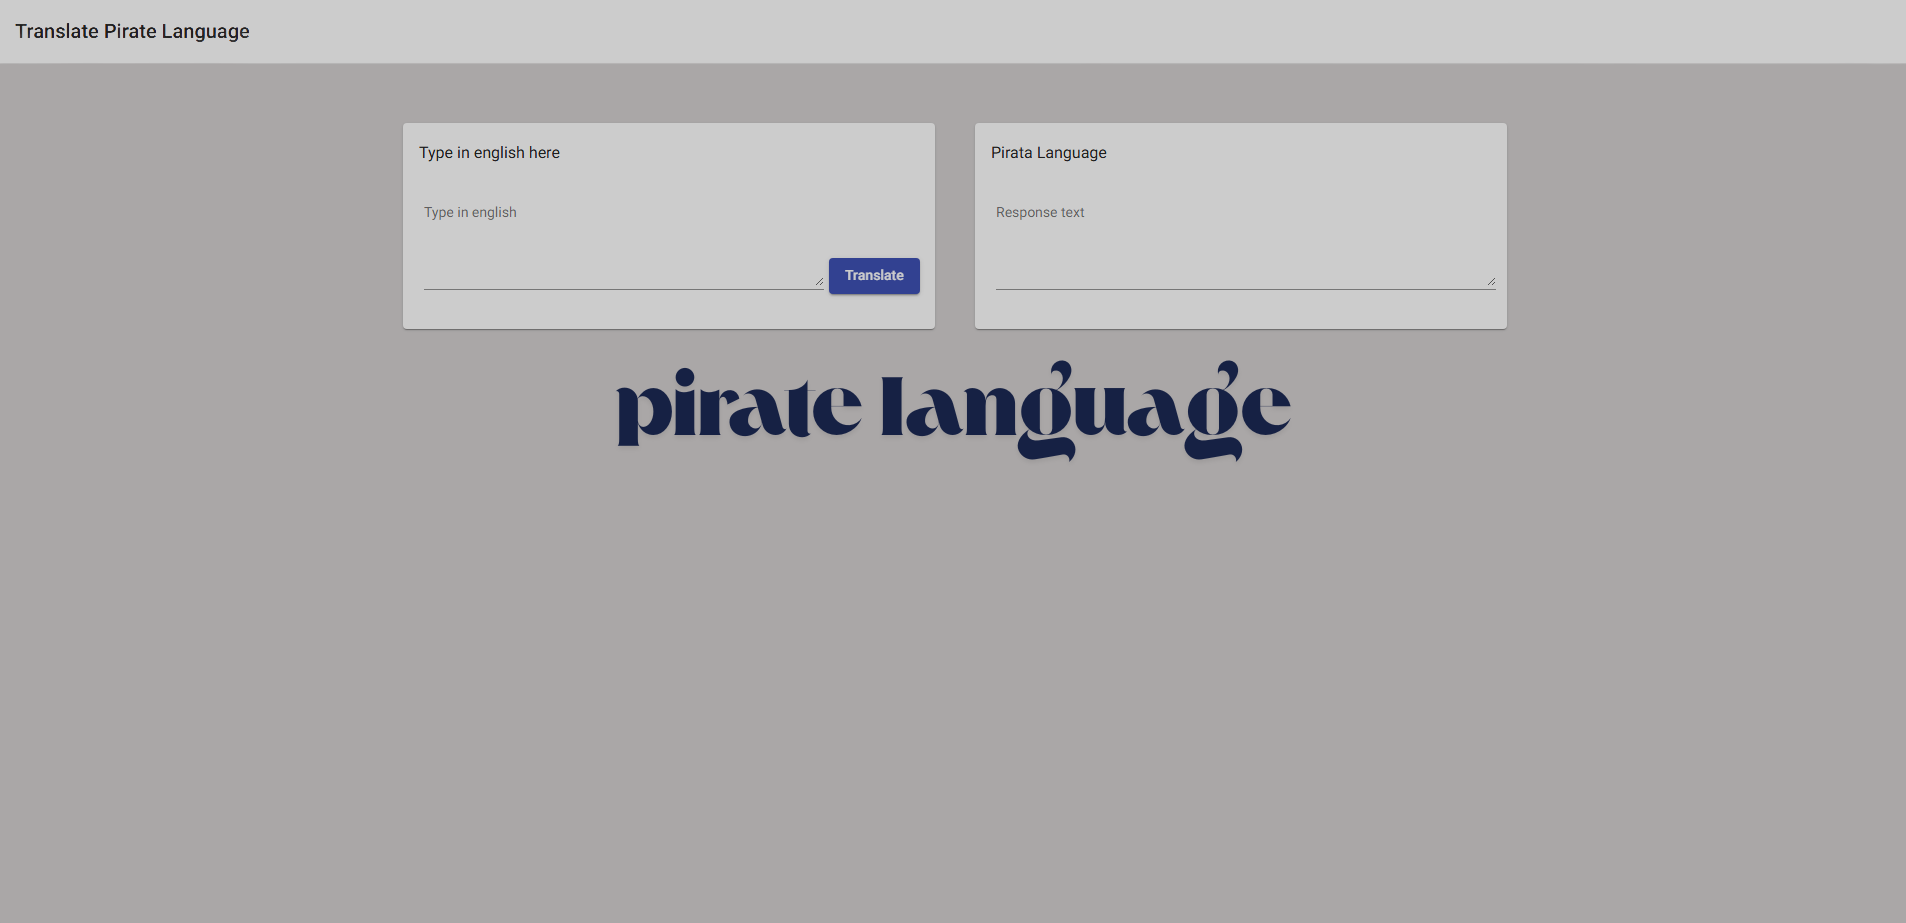 Translate Pirate Language
Type in english here
Type in english
Translate
Pirata Language
Response text
pirate language